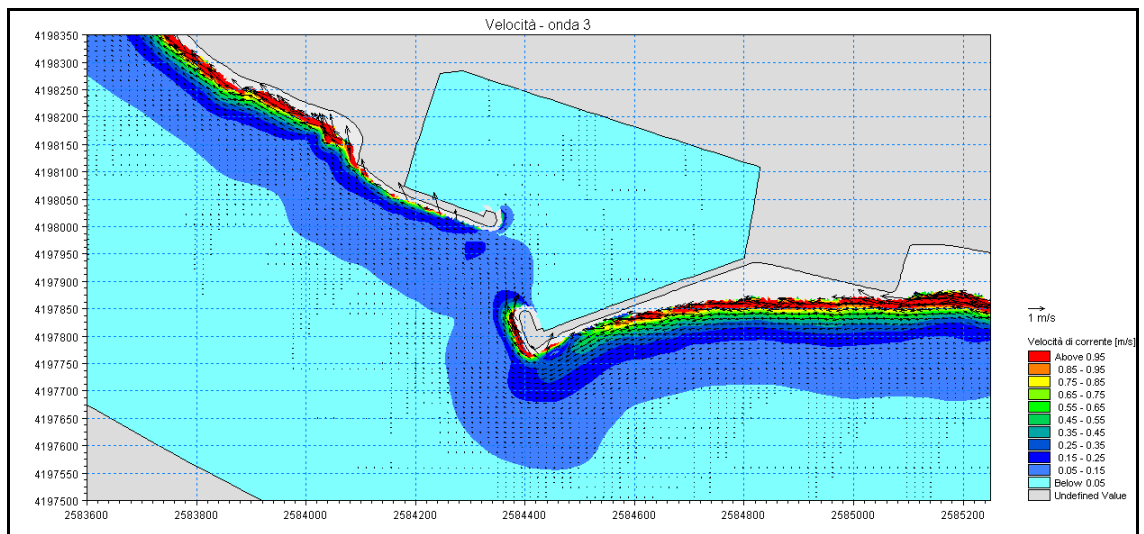 Velocità - onda 3
4198350
4198300
4198250
4198200
4198150
4198100
4198050
4198000
4197950
4197900
4197850
4197800
4197750
4197700
4197650
4197600
4197550
4197500
2583600
2583800
2584000
2584200
2584400
2584600
2584800
2585000
2585200
1 m/s
Velocità di corrente [m/s]
Above 0.95
0.85 - 0.95
0.75 - 0.85
0.65 - 0.75
0.55 - 0.65
0.45 - 0.55
0.35 - 0.45
0.25 - 0.35
0.15 - 0.25
0.05 - 0.15
Below 0.05
Undefined Value